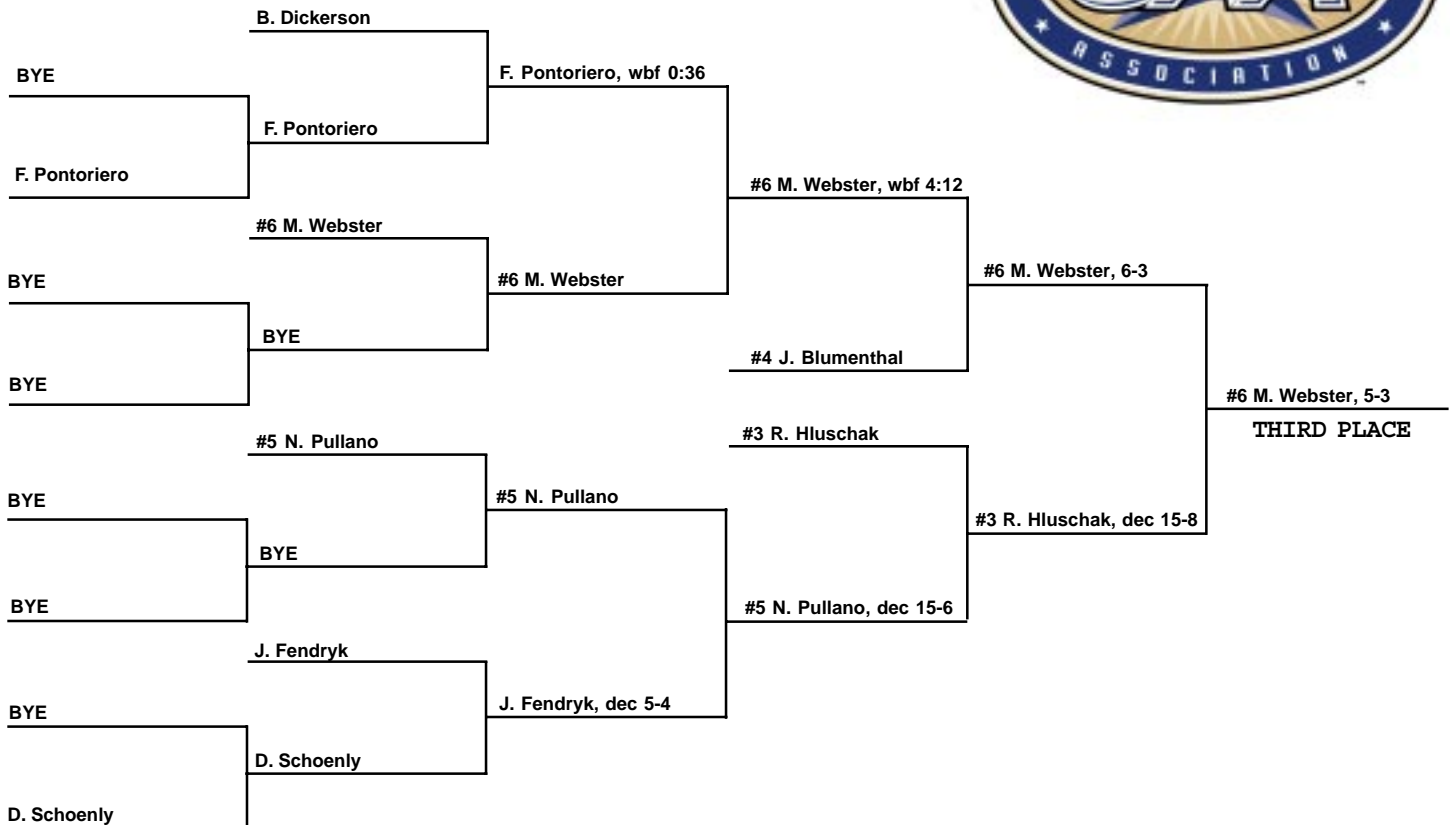 B. Dickerson
BYE
F. Pontoriero, wbf 0:36
F. Pontoriero
F. Pontoriero
#6 M. Webster, wbf 4:12
#6 M. Webster
BYE
#6 M. Webster
#6 M. Webster, 6-3
BYE
#4 J. Blumenthal
BYE
#6 M. Webster, 5-3
THIRD PLACE
#5 N. Pullano
#3 R. Hluschak
BYE
#5 N. Pullano
#3 R. Hluschak, dec 15-8
BYE
BYE
#5 N. Pullano, dec 15-6
J. Fendryk
BYE
J. Fendryk, dec 5-4
D. Schoenly
D. Schoenly
ASSOCIATION